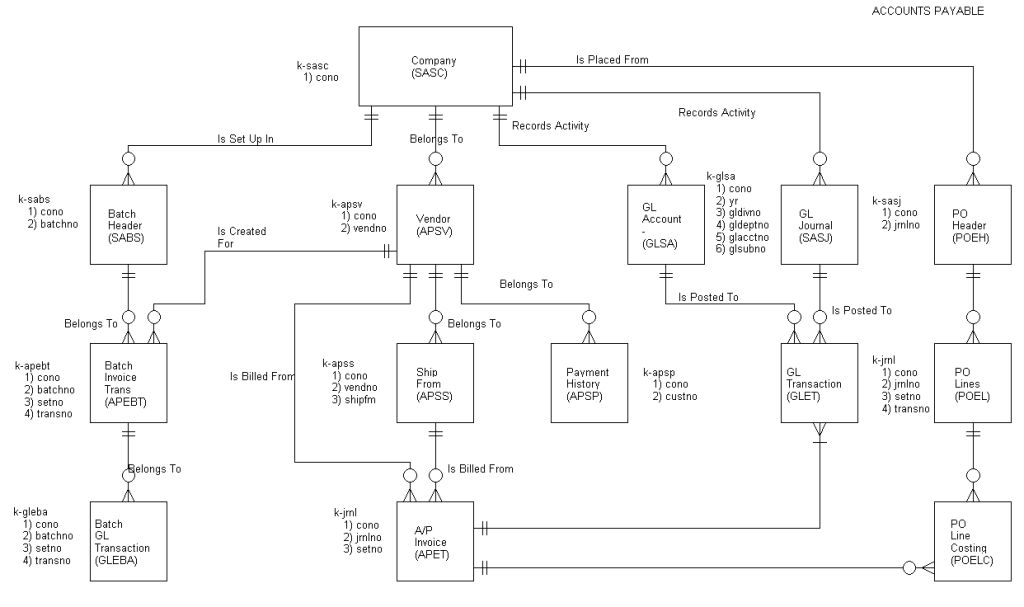 ACCOUNTS PAYABLE
k-sasc
1) cono
Company
(SASC)
Is Placed From
Records Activity
Records Activity
Is Set Up In
Belongs To
k-sabs
1) cono
2) batchno
Batch
Header
(SABS)
k-apsv
1) cono
2) vendno
Vendor
(APSV)
GL
Account
-
(GLSA)
k-glsa
1) cono
2) yr
3) gldivno
4) gldeptno
5) glacctno
6) glsubno
GL
Journal
(SASJ)
k-sasj
1) cono
2) jrnlno
PO
Header
(POEH)
Is Created
For
Belongs To
Is Posted To
Is Posted To
Belongs To
Belongs To
k-apebt
1) cono
2) batchno
3) setno
4) transno
Batch
Invoice
Trans
(APEBT)
Is Billed From
k-apss
1) cono
2) vendno
3) shipfm
Ship
From
(APSS)
Payment
History
(APSP)
k-apsp
1) cono
2) custno
GL
Transaction
(GLET)
k-jrnl
1) cono
2) jrnlno
3) setno
4) transno
PO
Lines
(POEL)
Belongs To
Is Billed From
k-gleba
1) cono
2) batchno
3) setno
4) transno
Batch
GL
Transaction
(GLEBA)
k-jrnl
1) cono
2) jrnlno
3) setno
A/P
Invoice
(APET)
PO
Line
Costing
(POELC)